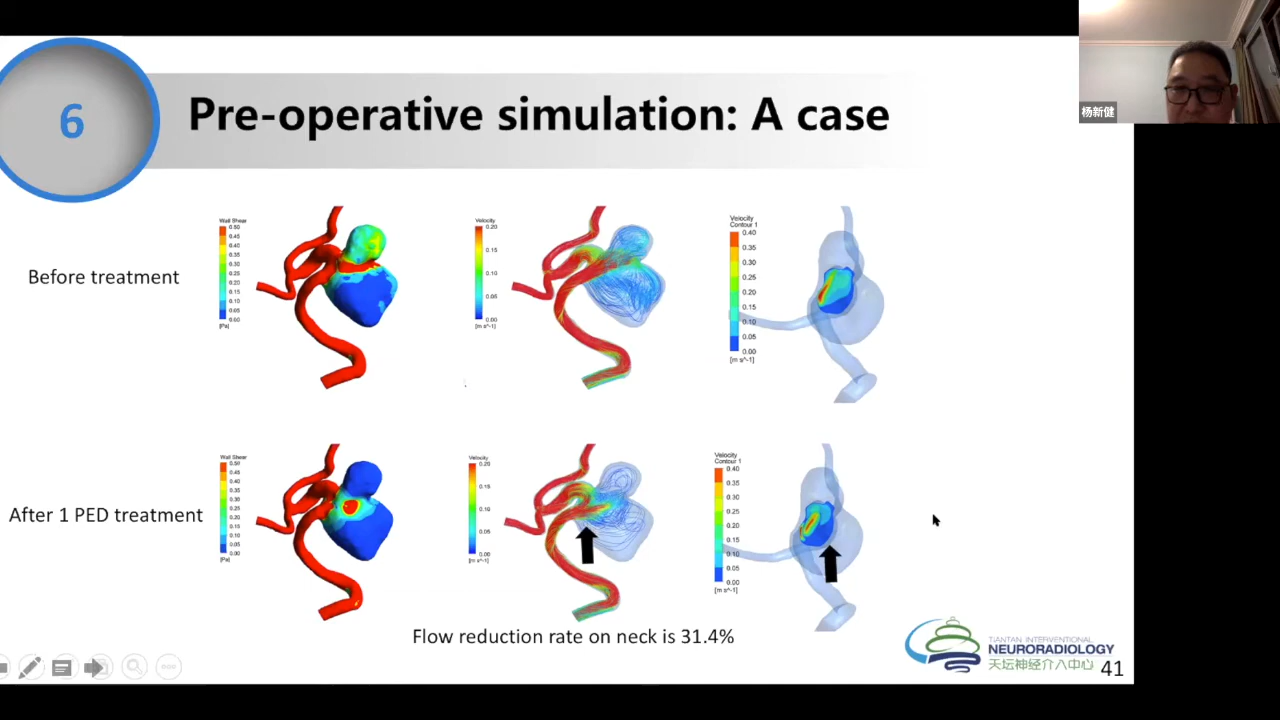 6
Pre-operative simulation: A case
杨新健
Before treatment
Wall Shear
0.50
0.45
0.40
0.35
0.30
0.25
0.20
0.15
0.10
0.05
0.00
[Pa]
Velocity
0.20
0.15
0.10
0.05
0.00
[m s^-1]
Velocity
Contour 1
0.40
0.35
0.30
0.25
0.20
0.15
0.10
0.05
0.00
[m s^-1]
After 1 PED treatment
Wall Shear
0.50
0.45
0.40
0.35
0.30
0.25
0.20
0.15
0.10
0.05
0.00
[Pa]
Velocity
0.20
0.15
0.10
0.05
0.00
[m s^-1]
Velocity
Contour 1
0.40
0.35
0.30
0.25
0.20
0.15
0.10
0.05
0.00
[m s^-1]
Flow reduction rate on neck is 31.4%
TIANTAN INTERVENTIONAL
NEURORADIOLOGY
天坛神经介入中心
41